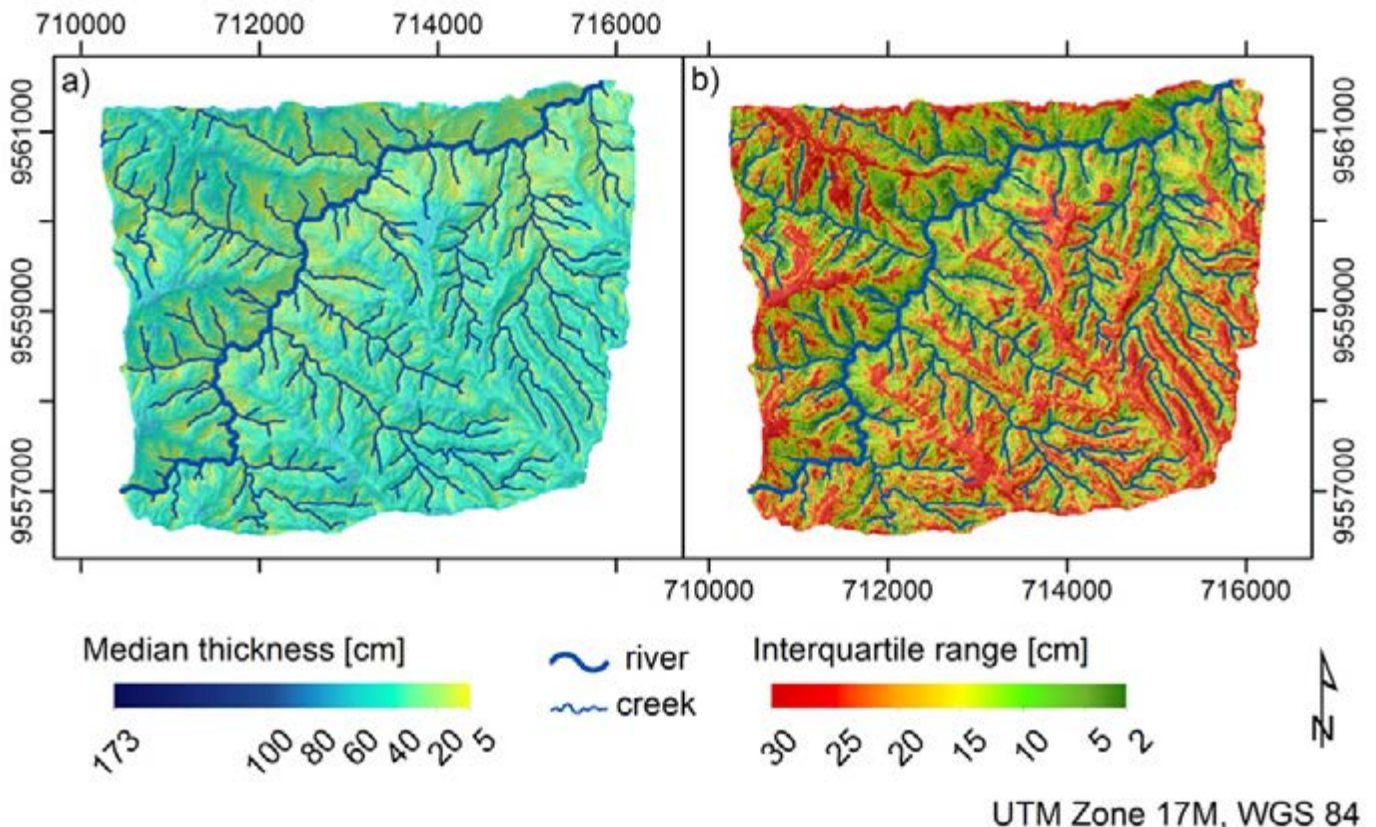 710000 712000 714000 716000
a)
b)
9561000
9559000
9557000
9561000
9559000
9557000
710000 712000 714000 716000
Median thickness [cm]
173 100 80 60 40 20 5
river
creek
Interquartile range [cm]
30 25 20 15 10 5 2
N
UTM Zone 17M, WGS 84